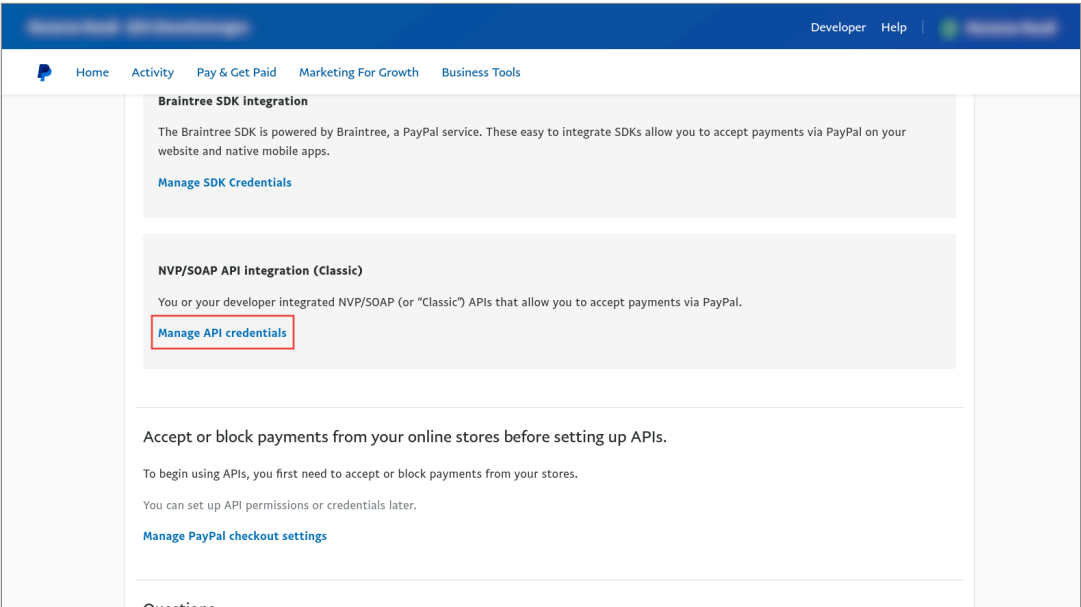 Developer Help
Home Activity Pay & Get Paid Marketing For Growth Business Tools
Braintree SDK integration
The Braintree SDK is powered by Braintree, a PayPal service. These easy to integrate SDKs allow you to accept payments via PayPal on your
website and native mobile apps.
Manage SDK Credentials
NVP/SOAP API integration (Classic)
You or your developer integrated NVP/SOAP (or “Classic”) APIs that allow you to accept payments via PayPal.
Manage API credentials
Accept or block payments from your online stores before setting up APIs.
To begin using APIs, you first need to accept or block payments from your stores.
You can set up API permissions or credentials later.
Manage PayPal checkout settings
Questions